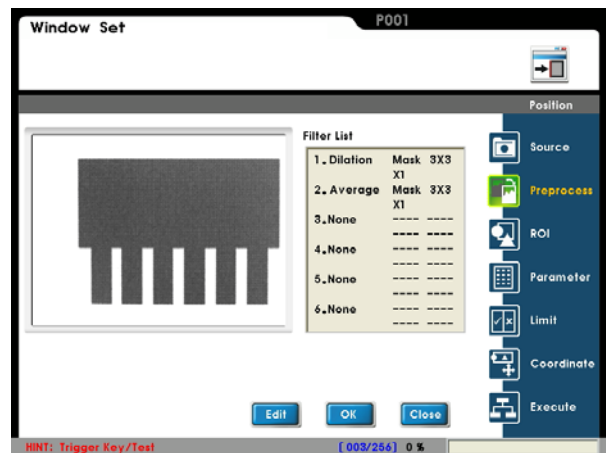 Window Set
P001
Position
Filter List
1.Dilation Mask 3X3
X1
2.Average Mask 3X3
X1
3.None ---- ----
---- ----
4.None ---- ----
---- ----
5.None ---- ----
---- ----
6.None ---- ----
---- ----
Source
Preprocess
ROI
Parameter
Limit
Coordinate
Execute
Edit
OK
Close
HINT: Trigger Key/Test
[003/256] 0 %